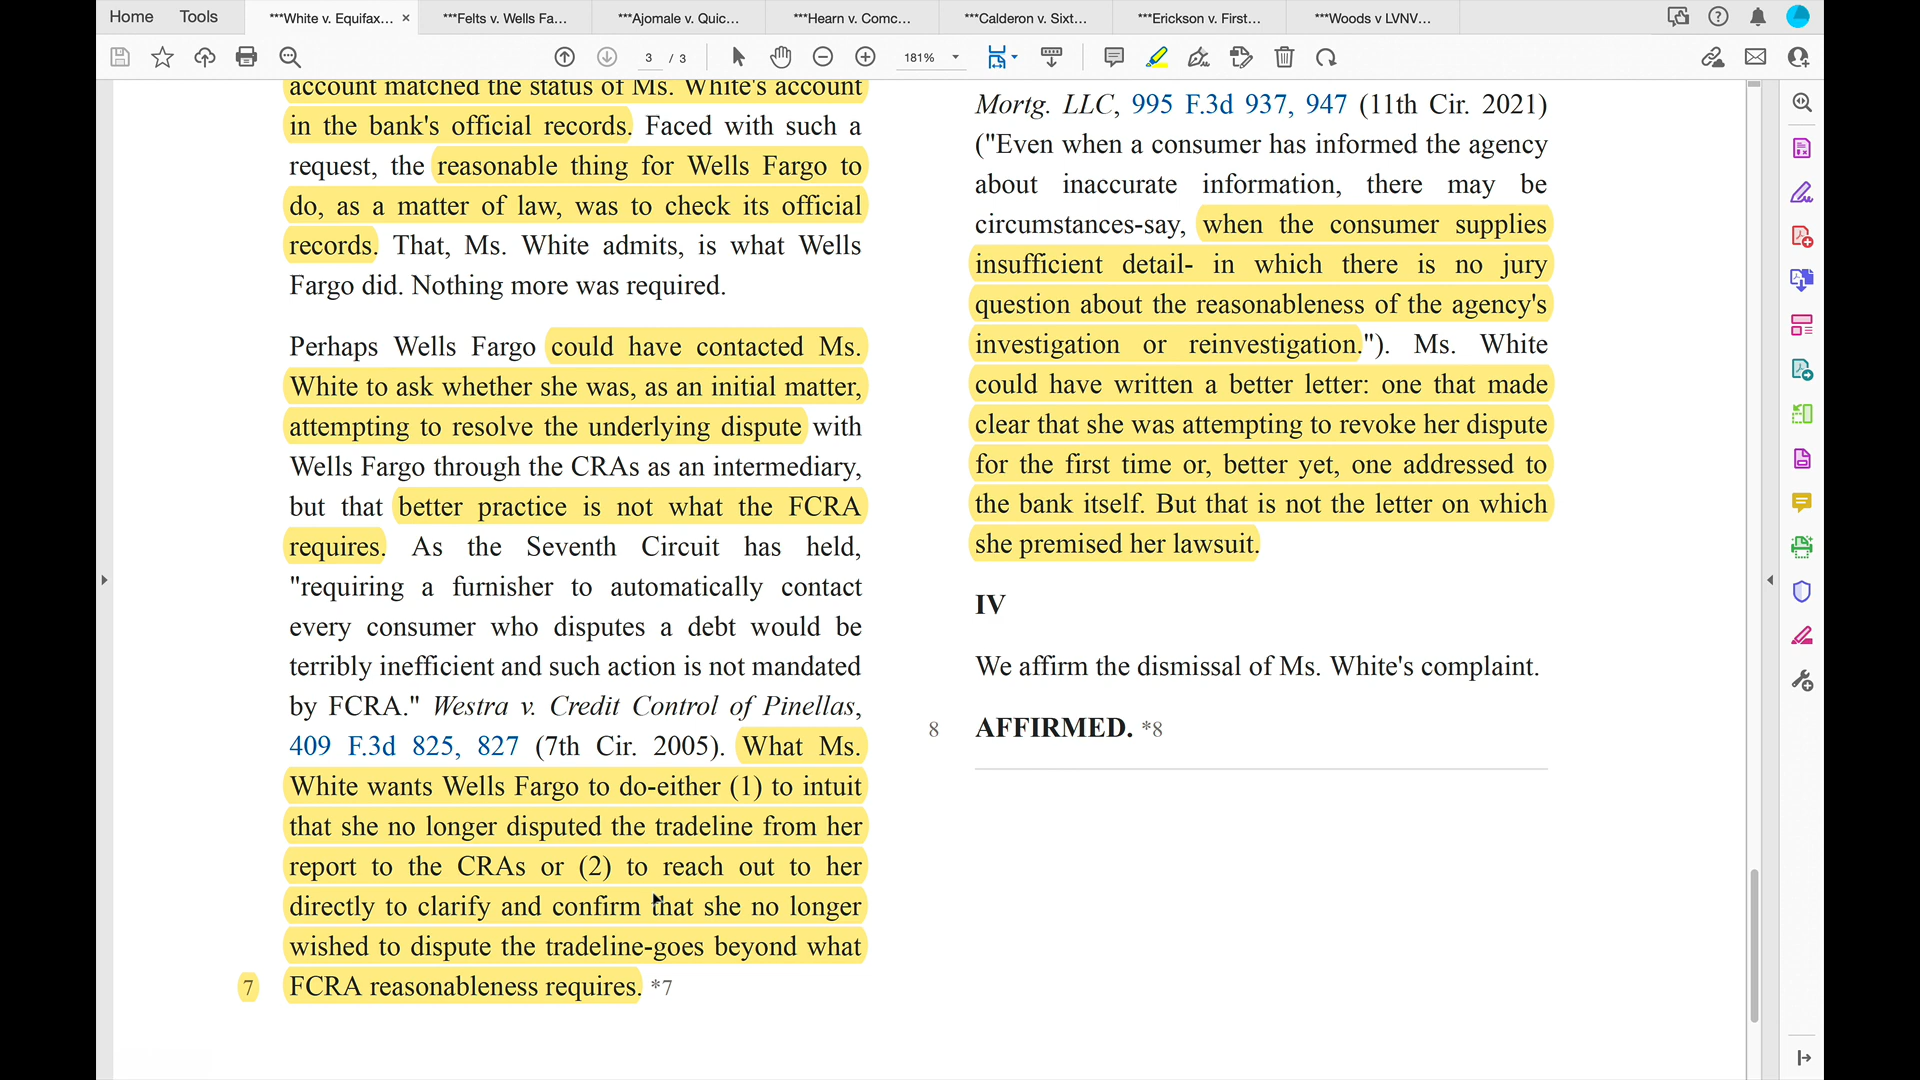 Home
Tools
***White v. Equifax...
×
***Felts v. Wells Fa...
**Ajomale v. Quic...
**Hearn v. Comc...
***Calderon v. Sixt...
***Erickson v. First...
***Woods v LVNV...
3 / 3
181%
account matched the status of Ms. White's account
in the bank's official records. Faced with such a
request, the reasonable thing for Wells Fargo to
do, as a matter of law, was to check its official
records. That, Ms. White admits, is what Wells
Fargo did. Nothing more was required.
Perhaps Wells Fargo could have contacted Ms.
White to ask whether she was, as an initial matter,
attempting to resolve the underlying dispute with
Wells Fargo through the CRAs as an intermediary,
but that better practice is not what the FCRA
requires. As the Seventh Circuit has held,
"requiring a furnisher to automatically contact
every consumer who disputes a debt would be
terribly inefficient and such action is not mandated
by FCRA." Westra v. Credit Control of Pinellas,
409 F.3d 825, 827 (7th Cir. 2005). What Ms.
White wants Wells Fargo to do-either (1) to intuit
that she no longer disputed the tradeline from her
report to the CRAs or (2) to reach out to her
directly to clarify and confirm that she no longer
wished to dispute the tradeline-goes beyond what
7 FCRA reasonableness requires. *7
Mortg. LLC, 995 F.3d 937, 947 (11th Cir. 2021)
("Even when a consumer has informed the agency
about inaccurate information, there may be
circumstances-say, when the consumer supplies
insufficient detail- in which there is no jury
question about the reasonableness of the agency's
investigation or reinvestigation."). Ms. White
could have written a better letter: one that made
clear that she was attempting to revoke her dispute
for the first time or, better yet, one addressed to
the bank itself. But that is not the letter on which
she premised her lawsuit.
IV
We affirm the dismissal of Ms. White's complaint.
8 AFFIRMED. *8